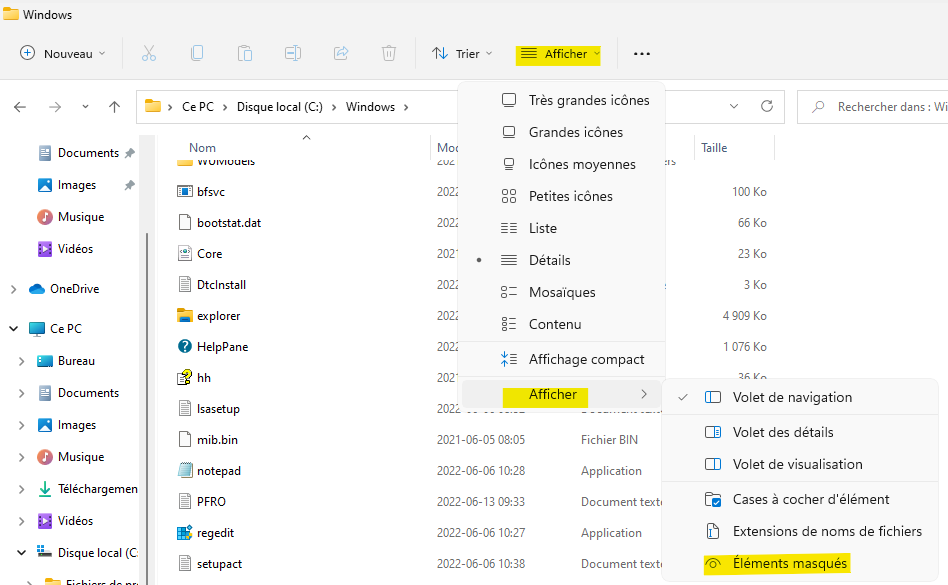 Windows
Nouveau
Trier
Afficher
Ce PC > Disque local (C:) > Windows >
Rechercher dans : Wi
Documents
Images
Musique
Vidéos
OneDrive
Ce PC
Bureau
Documents
Images
Musique
Téléchargemen
Vidéos
Disque local (C:
Fichiers de pr
Nom
Mod
Taille
WUModels
2021
ers
bfsvc
2022
100 Ko
bootstat.dat
2022
66 Ko
Core
2021
23 Ko
DtcInstall
2022
3 Ko
explorer
2022
4 909 Ko
HelpPane
2022
1 076 Ko
hh
2021
36 Ko
lsasetup
mib.bin
2021-06-05 08:05
Fichier BIN
notepad
2022-06-06 10:28
Application
PFRO
2022-06-13 09:33
Document texte
regedit
2022-06-06 10:27
Application
setupact
2022-06-06 10:38
Document texte
Très grandes icônes
Grandes icônes
Icônes moyennes
Petites icônes
Liste
Détails
Mosaïques
Contenu
Affichage compact
Afficher
Volet de navigation
Volet des détails
Volet de visualisation
Cases à cocher d'élément
Extensions de noms de fichiers
Éléments masqués